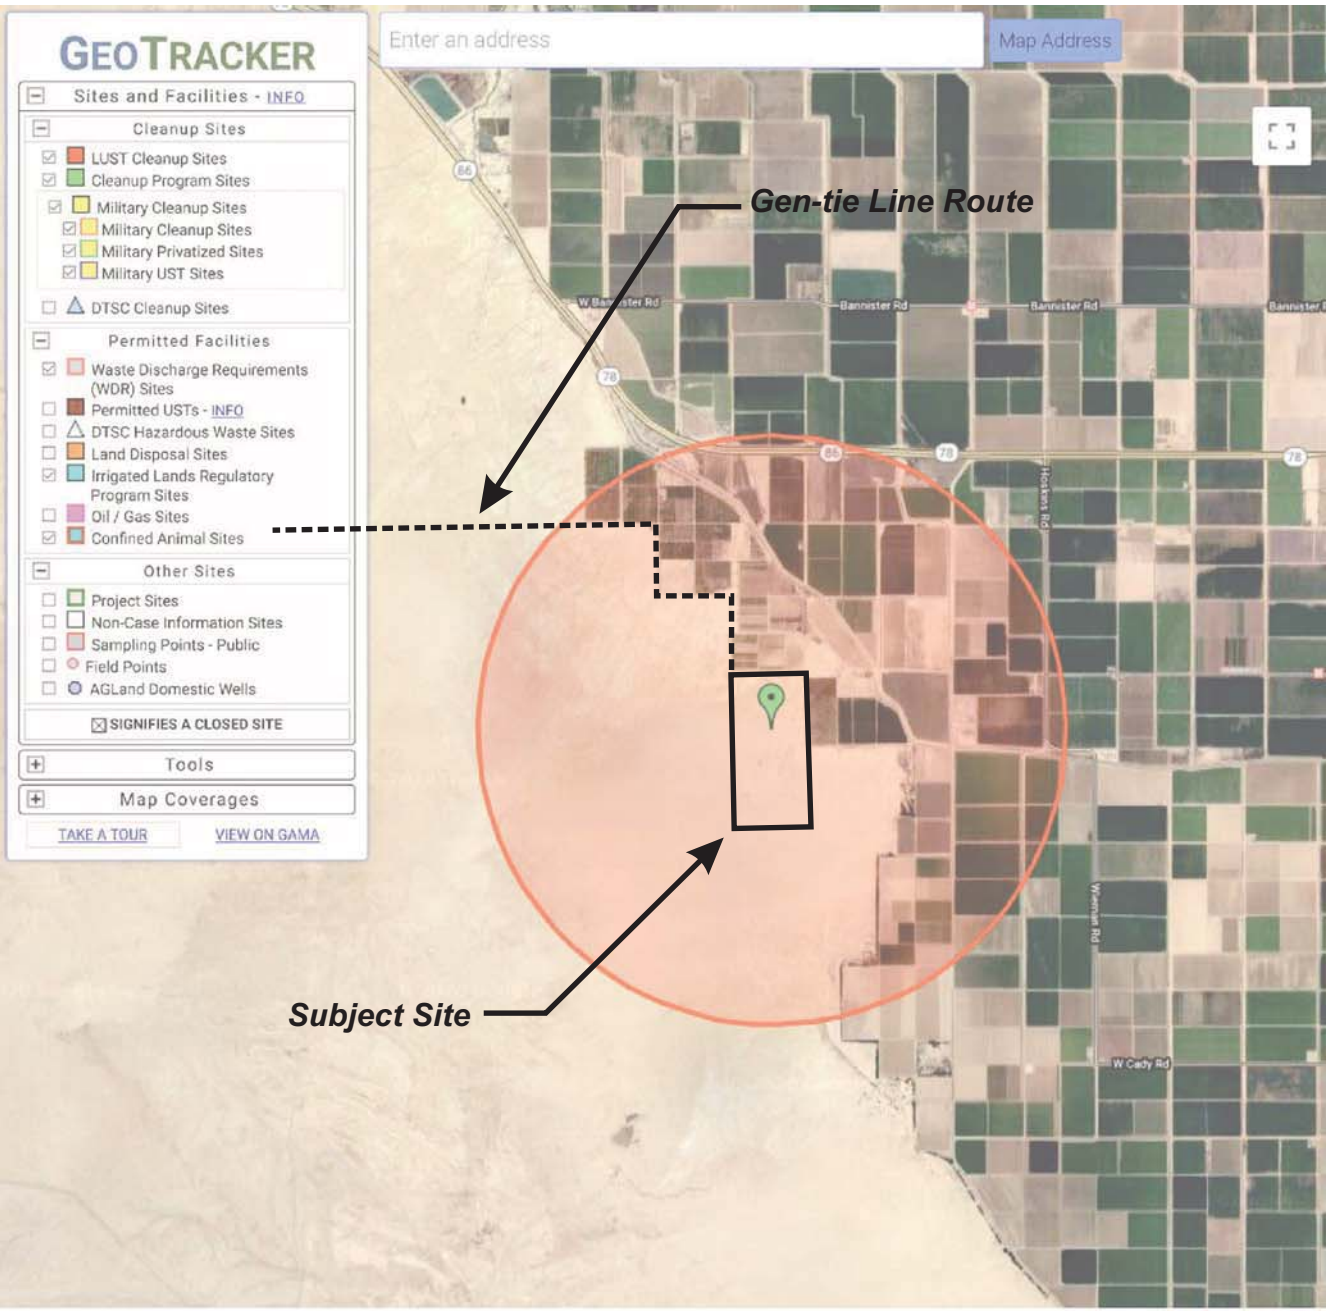 GEOTRACKER
Sites and Facilities - INFO
Cleanup Sites
LUST Cleanup Sites
Cleanup Program Sites
Military Cleanup Sites
Military Cleanup Sites
Military Privatized Sites
Military UST Sites
DTSC Cleanup Sites
Permitted Facilities
Waste Discharge Requirements
(WDR) Sites
Permitted USTs - INFO
DTSC Hazardous Waste Sites
Land Disposal Sites
Irrigated Lands Regulatory
Program Sites
Oil / Gas Sites
Confined Animal Sites
Other Sites
Project Sites
Non-Case Information Sites
Sampling Points - Public
Field Points
AGLand Domestic Wells
SIGNIFIES A CLOSED SITE
Tools
Map Coverages
TAKE A TOUR
VIEW ON GAMA
Enter an address
Map Address
86
Gen-tie Line Route
W Bannister Rd
Bannister Rd
Bannister Rd
Bannister
78
86
78
78
Hoskins Rd
Wieman Rd
Subject Site
W Cady Rd